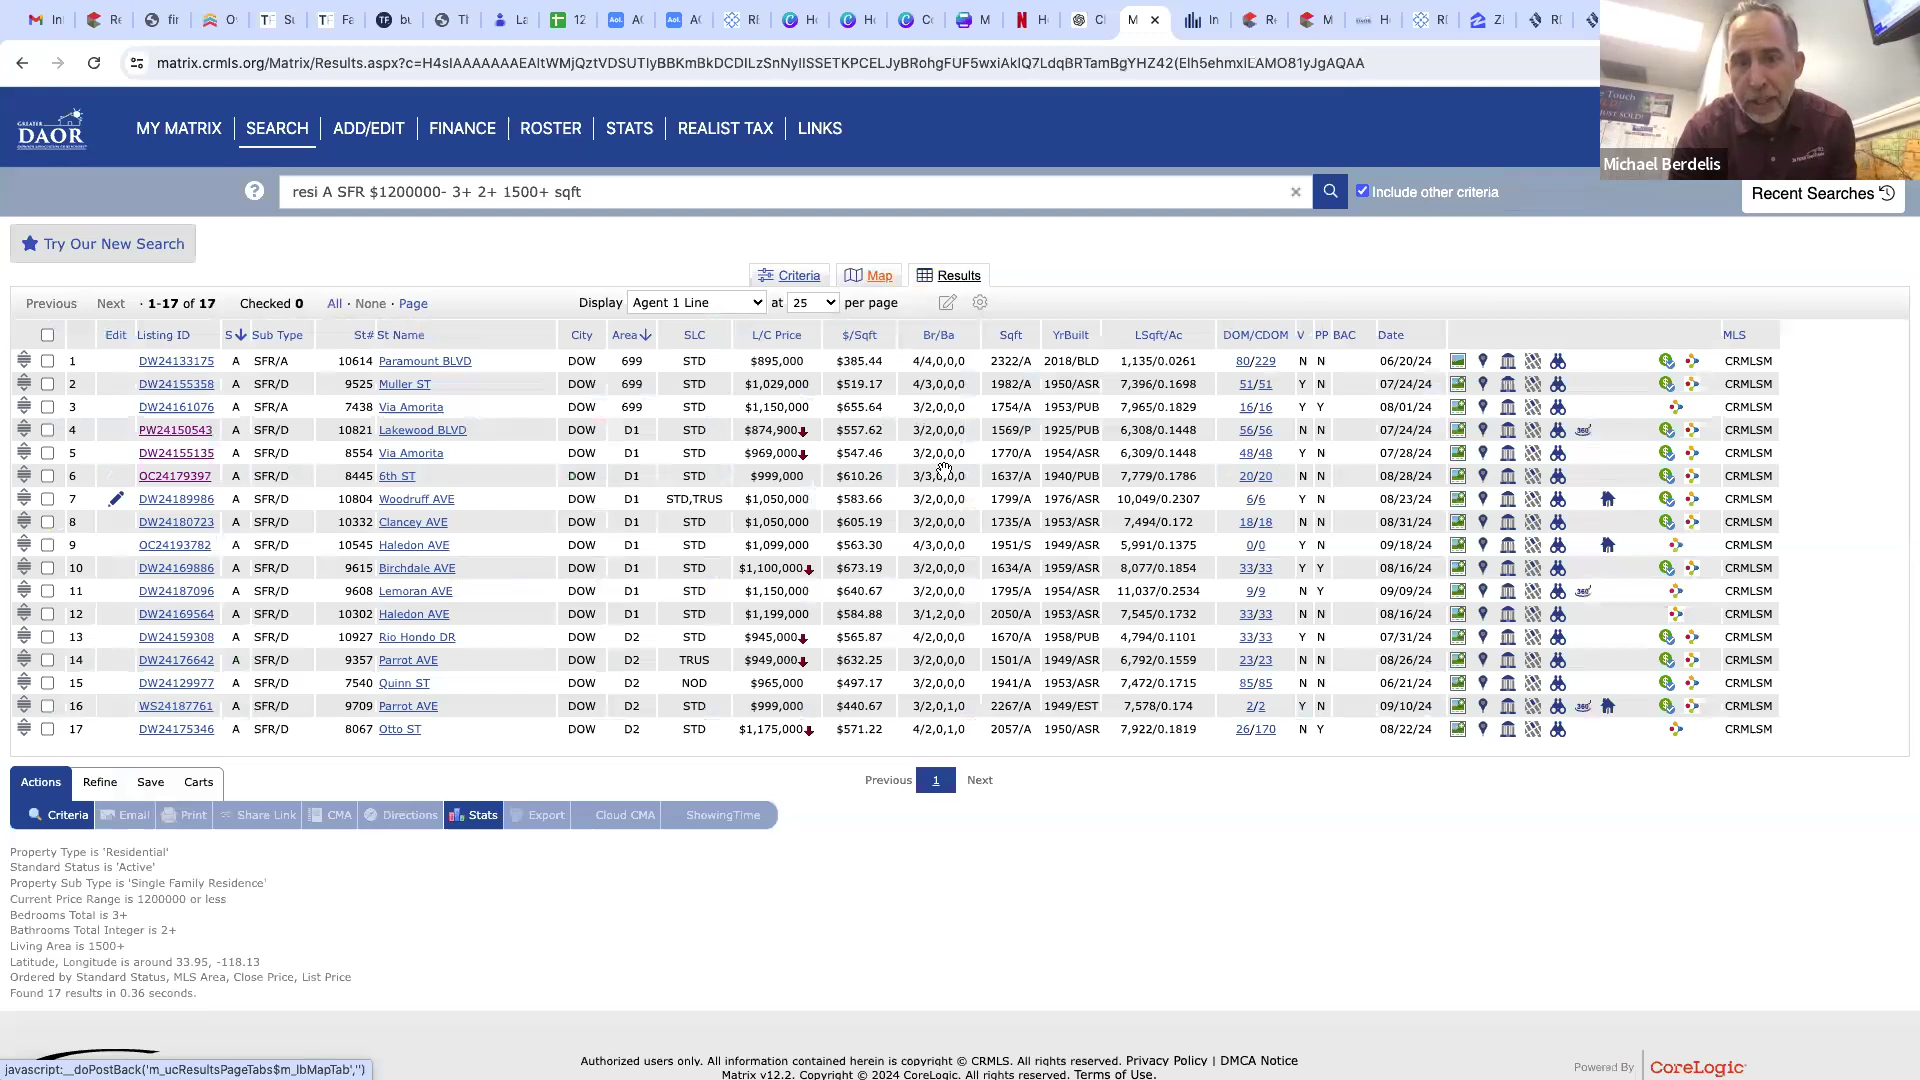 matrix.crmls.org/Matrix/Results.aspx?c=H4sIAAAAAAAEAItWMjQztVDSUTIyBBKmBkDCDILzSnNyIISSETKPCELJyBRohgFUF5wxiAklQ7LdqBRTamBgYHZ42(EIh5ehmxILAMO81yJgAQAA
GREATER
DAOR
MY MATRIX SEARCH ADD/EDIT FINANCE ROSTER STATS REALIST TAX LINKS
Michael Berdelis
resi A SFR $1200000- 3+ 2+ 1500+ sqft
Include other criteria
Recent Searches
Try Our New Search
Criteria Map Results
Previous Next · 1-17 of 17 Checked 0 All · None · Page Display Agent 1 Line at 25 per page
Edit Listing ID S Sub Type St# St Name City Area SLC L/C Price $/Sqft Br/Ba Sqft YrBuilt LSqft/Ac DOM/CDOM V PP BAC Date MLS
1 DW24133175 A SFR/A 10614 Paramount BLVD DOW 699 STD $895,000 $385.44 4/4,0,0,0 2322/A 2018/BLD 1,135/0.0261 80/229 N N 06/20/24 CRMLSM
2 DW24155358 A SFR/D 9525 Muller ST DOW 699 STD $1,029,000 $519.17 4/3,0,0,0 1982/A 1950/ASR 7,396/0.1698 51/51 Y N 07/24/24 CRMLSM
3 DW24161076 A SFR/A 7438 Via Amorita DOW 699 STD $1,150,000 $655.64 3/2,0,0,0 1754/A 1953/PUB 7,965/0.1829 16/16 Y Y 08/01/24 CRMLSM
4 PW24150543 A SFR/D 10821 Lakewood BLVD DOW D1 STD $874,900 $557.62 3/2,0,0,0 1569/P 1925/PUB 6,308/0.1448 56/56 N N 07/24/24 360° CRMLSM
5 DW24155135 A SFR/D 8554 Via Amorita DOW D1 STD $969,000 $547.46 3/2,0,0,0 1770/A 1954/ASR 6,309/0.1448 48/48 Y N 07/28/24 CRMLSM
6 OC24179397 A SFR/D 8445 6th ST DOW D1 STD $999,000 $610.26 3/3,0,0,0 1637/A 1940/PUB 7,779/0.1786 20/20 N N 08/26/24 CRMLSM
7 DW24189986 A SFR/D 10804 Woodruff AVE DOW D1 STD,TRUS $1,050,000 $583.66 3/2,0,0,0 1799/A 1976/ASR 10,049/0.2307 6/6 Y N 08/23/24 CRMLSM
8 DW24180723 A SFR/D 10332 Clancey AVE DOW D1 STD $1,050,000 $605.19 3/2,0,0,0 1735/A 1953/ASR 7,494/0.172 18/18 N N 08/31/24 CRMLSM
9 OC24193782 A SFR/D 10545 Haledon AVE DOW D1 STD $1,099,000 $563.30 4/3,0,0,0 1951/S 1949/ASR 5,991/0.1375 0/0 Y N 09/18/24 CRMLSM
10 DW24169886 A SFR/D 9615 Birchdale AVE DOW D1 STD $1,100,000 $673.19 3/2,0,0,0 1634/A 1959/ASR 8,077/0.1854 33/33 Y Y 08/16/24 CRMLSM
11 DW24187096 A SFR/D 9608 Lemoran AVE DOW D1 STD $1,150,000 $640.67 3/2,0,0,0 1795/A 1954/ASR 11,037/0.2534 9/9 N Y 09/09/24 360° CRMLSM
12 DW24169564 A SFR/D 10302 Haledon AVE DOW D1 STD $1,199,000 $584.88 3/1,2,0,0 2050/A 1953/ASR 7,545/0.1732 33/33 N N 08/16/24 CRMLSM
13 DW24159308 A SFR/D 10927 Rio Hondo DR DOW D2 STD $945,000 $565.87 4/2,0,0,0 1670/A 1958/PUB 4,794/0.1101 33/33 Y N 07/31/24 CRMLSM
14 DW24176642 A SFR/D 9357 Parrot AVE DOW D2 TRUS $949,000 $632.25 3/2,0,0,0 1501/A 1949/ASR 6,792/0.1559 23/23 N N 08/26/24 CRMLSM
15 DW24129977 A SFR/D 7540 Quinn ST DOW D2 NOD $965,000 $497.17 3/2,0,0,0 1941/A 1953/ASR 7,472/0.1715 85/85 N N 06/21/24 CRMLSM
16 WS24187761 A SFR/D 9709 Parrot AVE DOW D2 STD $999,000 $440.67 3/2,0,1,0 2267/A 1949/EST 7,578/0.174 2/2 Y N 09/10/24 360° CRMLSM
17 DW24175346 A SFR/D 8067 Otto ST DOW D2 STD $1,175,000 $571.22 4/2,0,1,0 2057/A 1950/ASR 7,922/0.1819 26/170 N Y 08/22/24 CRMLSM
Actions Refine Save Carts
Previous 1 Next
Criteria Email Print Share Link CMA Directions Stats Export Cloud CMA ShowingTime
Property Type is 'Residential'
Standard Status is 'Active'
Property Sub Type is 'Single Family Residence'
Current Price Range is 1200000 or less
Bedrooms Total is 3+
Bathrooms Total Integer is 2+
Living Area is 1500+
Latitude, Longitude is around 33.95, -118.13
Ordered by Standard Status, MLS Area, Close Price, List Price
Found 17 results in 0.36 seconds.
Authorized users only. All information contained herein is copyright © CRMLS. All rights reserved. Privacy Policy | DMCA Notice
Matrix v12.2. Copyright © 2024 CoreLogic. All rights reserved. Terms of Use.
Powered By CoreLogic
javascript:__doPostBack('m_ucResultsPageTabs$m_lbMapTab','')